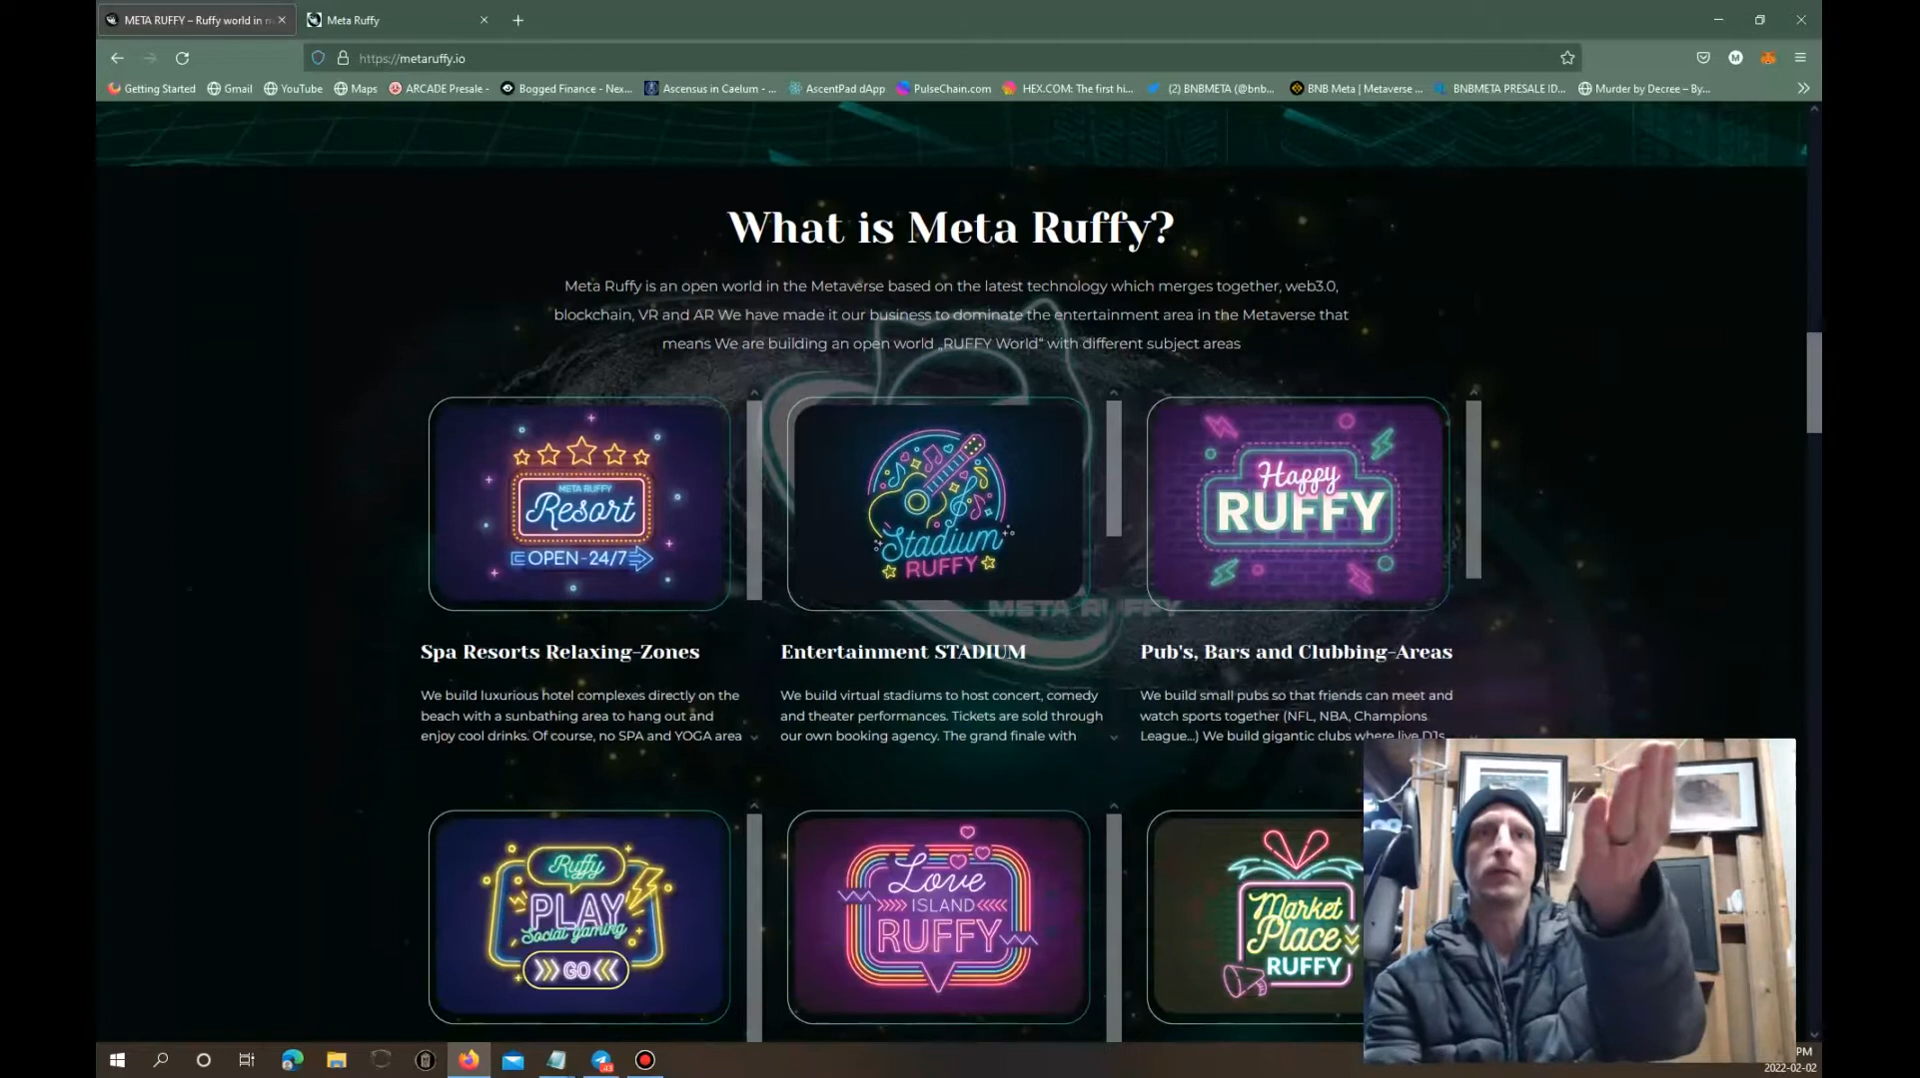 META RUFFY – Ruffy world in m
Meta Ruffy
https://metaruffy.io
Getting Started
Gmail
YouTube
Maps
ARCADE Presale -
Bogged Finance - Nex...
Ascensus in Caelum - ...
AscentPad dApp
PulseChain.com
HEX.COM: The first hi...
(2) BNBMETA (@bnb...
BNB Meta | Metaverse ...
BNBMETA PRESALE ID...
Murder by Decree – By...
What is Meta Ruffy?
Meta Ruffy is an open world in the Metaverse based on the latest technology which merges together, web3.0,
blockchain, VR and AR We have made it our business to dominate the entertainment area in the Metaverse that
means We are building an open world „RUFFY World“ with different subject areas
META RUFFY
Resort
OPEN-24/7
Stadium
RUFFY
Happy
RUFFY
META RUFFY
Spa Resorts Relaxing-Zones
We build luxurious hotel complexes directly on the
beach with a sunbathing area to hang out and
enjoy cool drinks. Of course, no SPA and YOGA area
Entertainment STADIUM
We build virtual stadiums to host concert, comedy
and theater performances. Tickets are sold through
our own booking agency. The grand finale with
Pub's, Bars and Clubbing-Areas
We build small pubs so that friends can meet and
watch sports together (NFL, NBA, Champions
League...) We build gigantic clubs where live DJs
Ruffy
PLAY
Social gaming
GO
Love
ISLAND
RUFFY
Market
Place
RUFFY
PM
2022-02-02